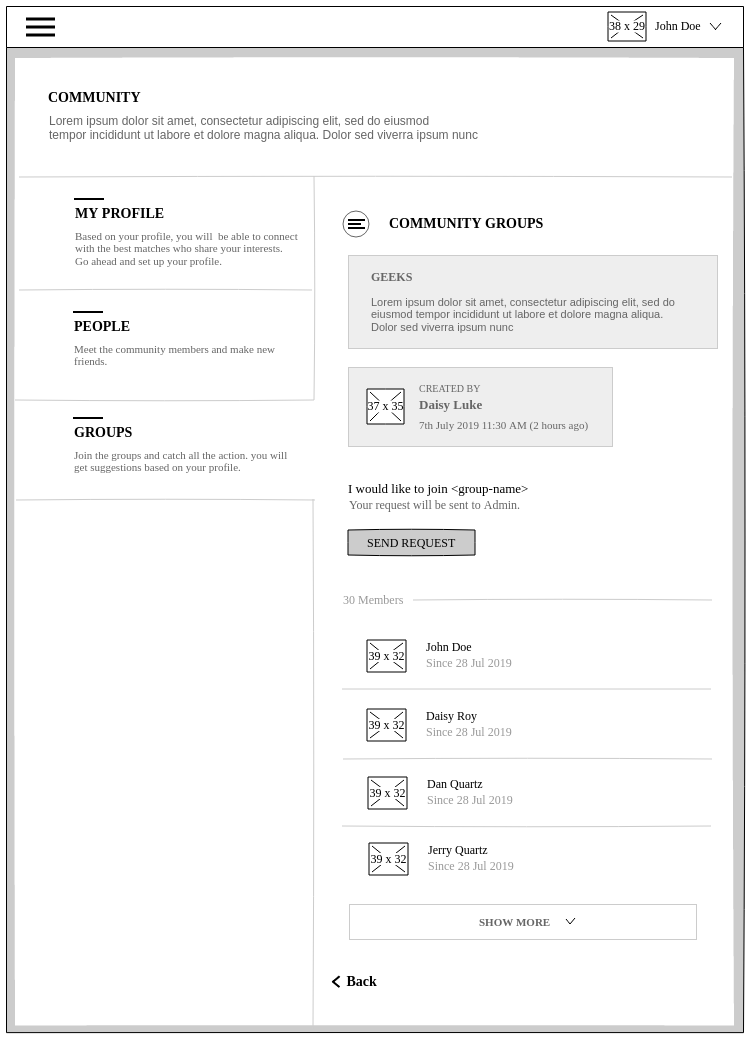 38 x 29
John Doe
COMMUNITY
Lorem ipsum dolor sit amet, consectetur adipiscing elit, sed do eiusmod
tempor incididunt ut labore et dolore magna aliqua. Dolor sed viverra ipsum nunc
MY PROFILE
Based on your profile, you will  be able to connect
with the best matches who share your interests.
Go ahead and set up your profile.
PEOPLE
Meet the community members and make new
friends.
GROUPS
Join the groups and catch all the action. you will
get suggestions based on your profile.
COMMUNITY GROUPS
GEEKS
Lorem ipsum dolor sit amet, consectetur adipiscing elit, sed do
eiusmod tempor incididunt ut labore et dolore magna aliqua.
Dolor sed viverra ipsum nunc
37 x 35
CREATED BY
Daisy Luke
7th July 2019 11:30 AM (2 hours ago)
I would like to join <group-name>
Your request will be sent to Admin.
SEND REQUEST
30 Members
39 x 32
John Doe
Since 28 Jul 2019
39 x 32
Daisy Roy
Since 28 Jul 2019
39 x 32
Dan Quartz
Since 28 Jul 2019
39 x 32
Jerry Quartz
Since 28 Jul 2019
SHOW MORE
Back